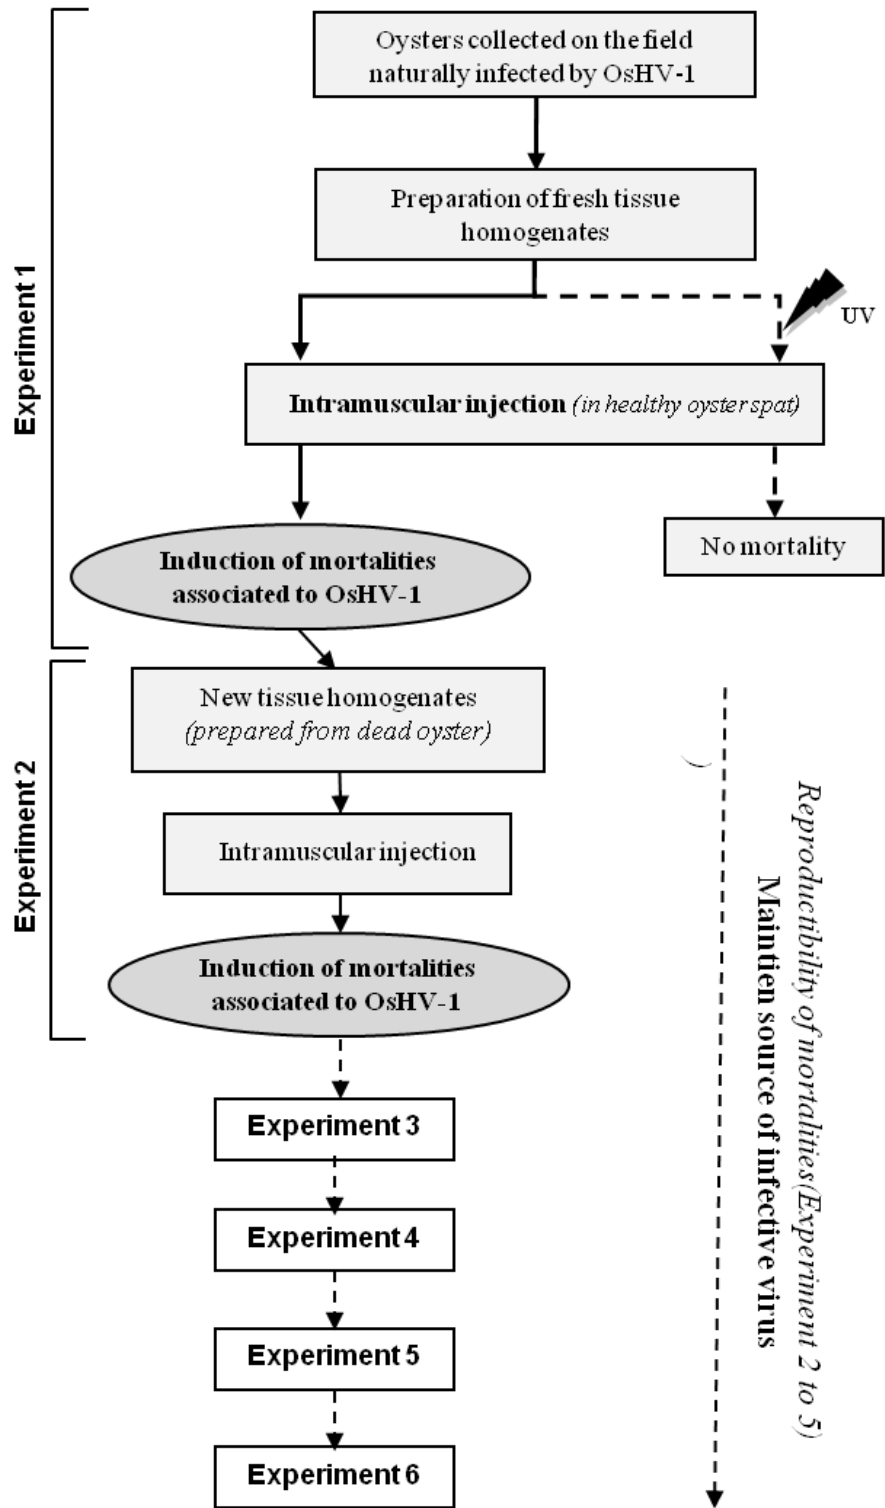 Experiment 1
Oysters collected on the field
naturally infected by OsHV-1
Preparation of fresh tissue
homogenates
UV
Intramuscular injection (in healthy oyster spat)
No mortality
Induction of mortalities
associated to OsHV-1
Experiment 2
New tissue homogenates
(prepared from dead oyster)
Intramuscular injection
Induction of mortalities
associated to OsHV-1
Experiment 3
Experiment 4
Experiment 5
Experiment 6
Reproductibility of mortalities(Experiment 2 to 5)
Maintien source of infective virus
)